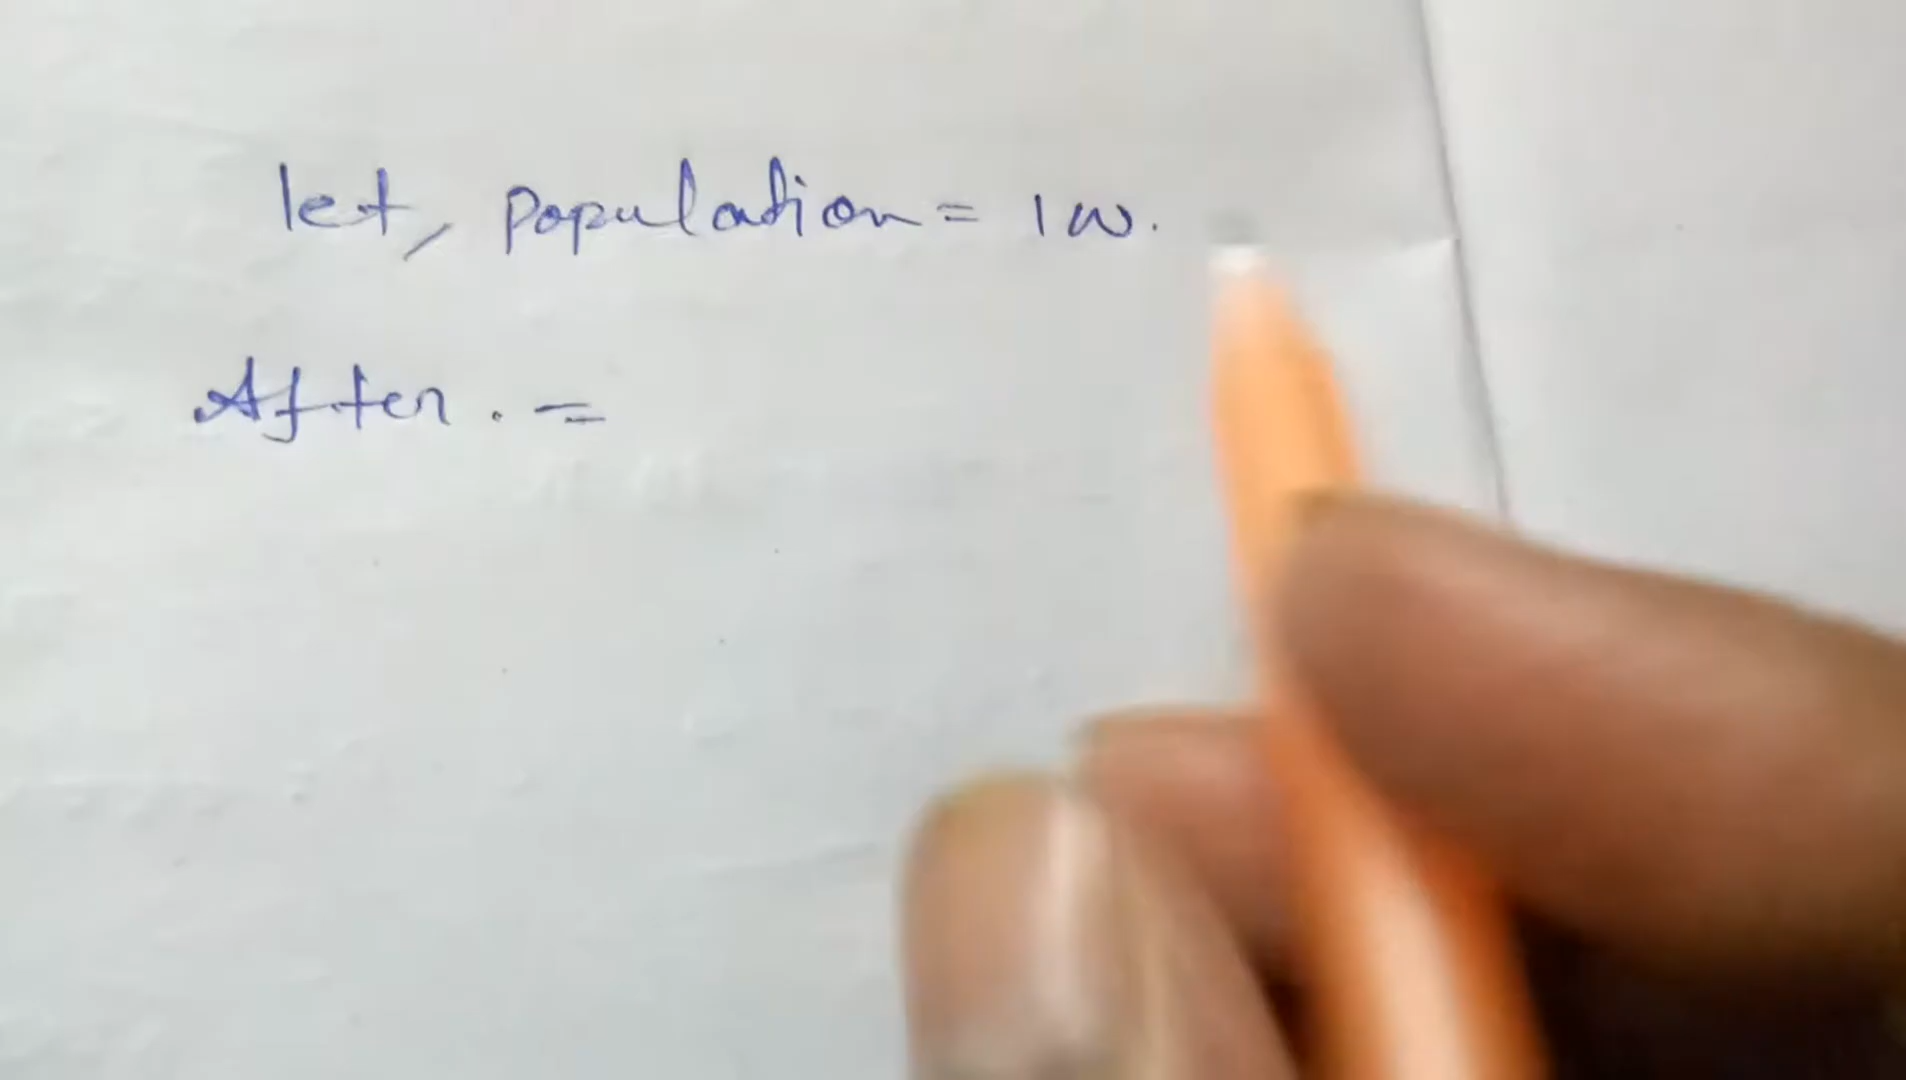 let, population = 100.
After. =